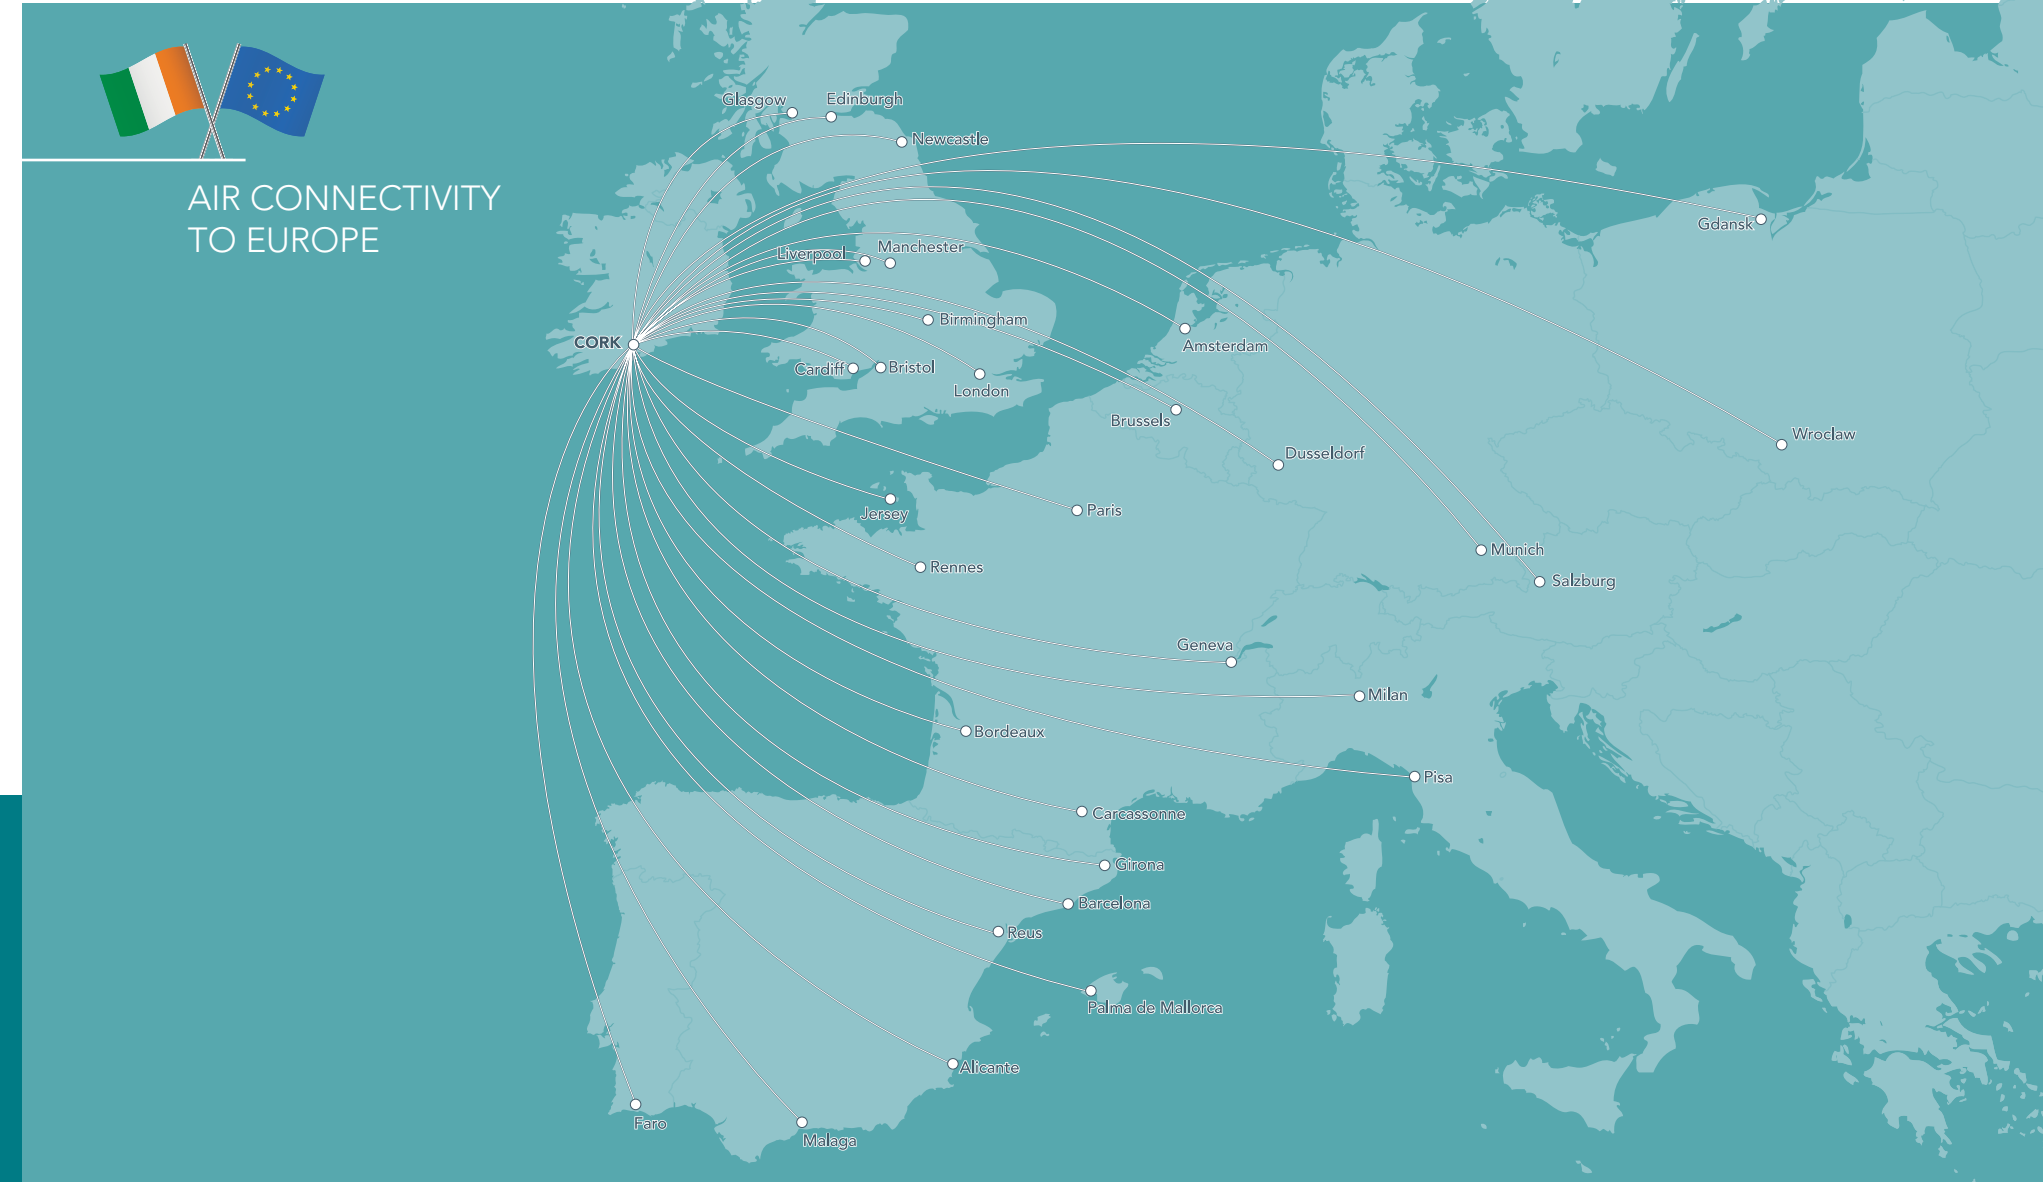 AIR CONNECTIVITY
TO EUROPE
Glasgow
Edinburgh
Newcastle
Gdansk
Liverpool
Manchester
Birmingham
CORK
Amsterdam
Cardiff
Bristol
London
Brussels
Wroclaw
Dusseldorf
Jersey
Paris
Munich
Rennes
Salzburg
Geneva
Milan
Bordeaux
Pisa
Carcassonne
Girona
Barcelona
Reus
Palma de Mallorca
Alicante
Faro
Malaga